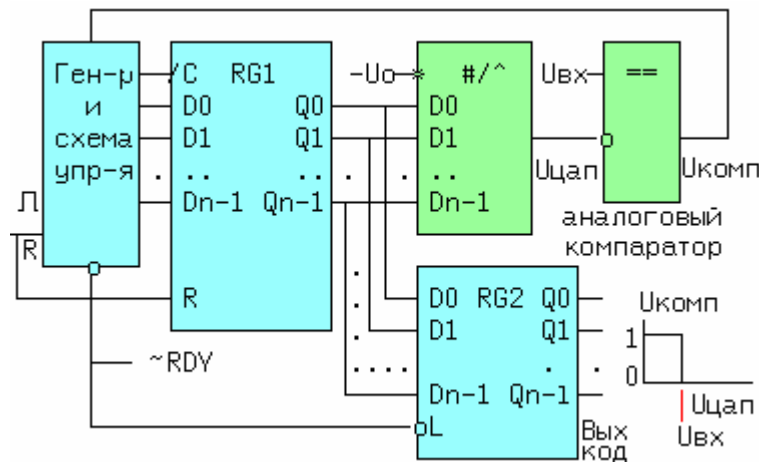 Ген-р
и
схема
упр-я
Л
R
/C RG1
D0 Q0
D1 Q1
. .. .. . . ..
Dn-1 Qn-1
R
-Uo * #/^
D0
D1
Dn-1
Uцап
Uвх ==
Uкомп
аналоговый
компаратор
~RDY
D0 RG2 Q0
D1 Q1
.... . .
Dn-1 Qn-1
L
Вых
код
Uкомп
1
0
Uцап
Uвх